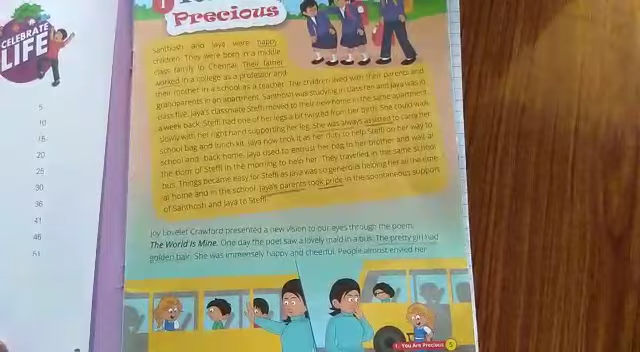 CELEBRATE
LIFE
5
10
15
20
25
30
36
41
46
51
1
Precious
Santhosh and Jaya were happy
children. They were born in a middle
class family in Chennai. Their father
worked in a college as a professor and
their mother in a school as a teacher. The children lived with their parents and
grandparents in an apartment. Santhosh was studying in class ten and Jaya was in
class five. Jaya's classmate Steffi moved to their new home in the same apartment
a week back. Steffi had one of her legs a bit twisted from her birth. She could walk
slowly with her right hand supporting her leg. She was always assisted to carry her
school bag and lunch kit. Jaya now took it as her duty to help Steffi on her way to
school and back home. Jaya used to entrust her bag to her brother and wait at
the door of Steffi in the morning to help her. They travelled in the same school
bus. Things became easy for Steffi as Jaya was so generous helping her all the time
at home and in the school. Jaya's parents took pride in the spontaneous support
of Santhosh and Jaya to Steffi.
Joy Lovelet Crawford presented a new vision to our eyes through the poem,
The World Is Mine. One day the poet saw a lovely maid in a bus. The pretty girl had
golden hair. She was immensely happy and cheerful. People almost envied her
1. You Are Precious 5